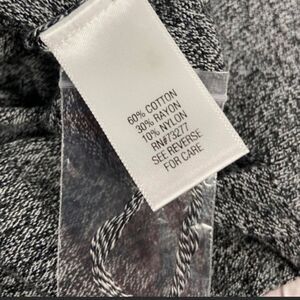 60% COTTON
30% RAYON
10% NYLON
RN#73277
SEE REVERSE
FOR CARE